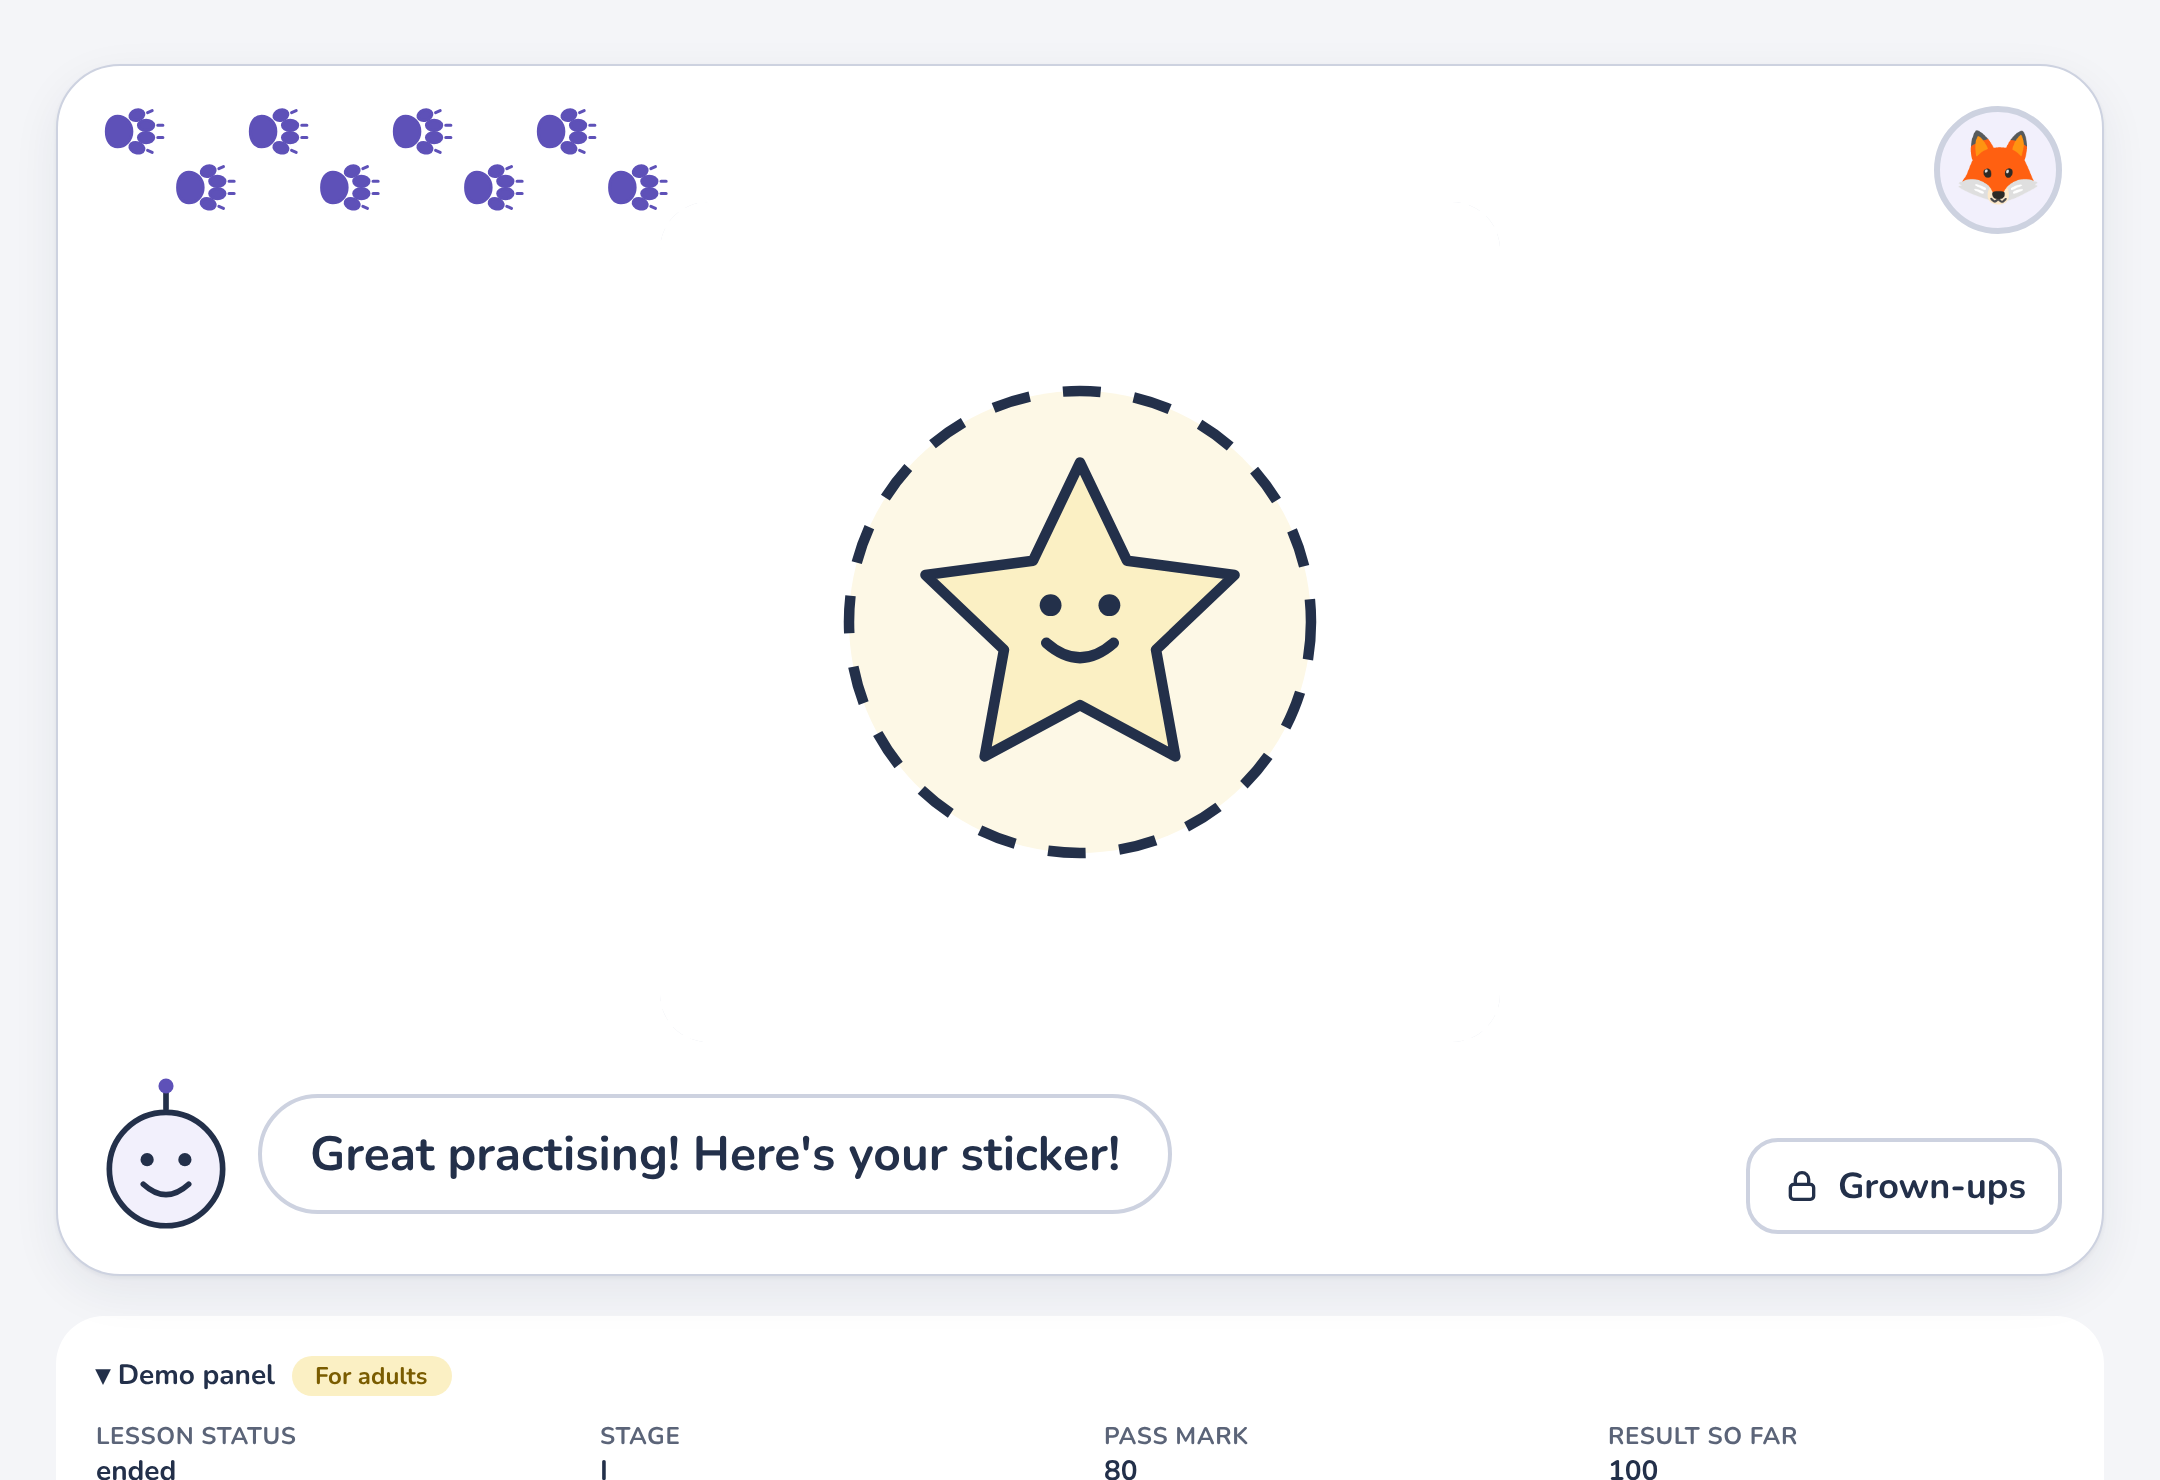 Great practising! Here's your sticker!
Grown-ups
▼ Demo panel For adults
LESSON STATUS STAGE PASS MARK RESULT SO FAR
ended I 80 100